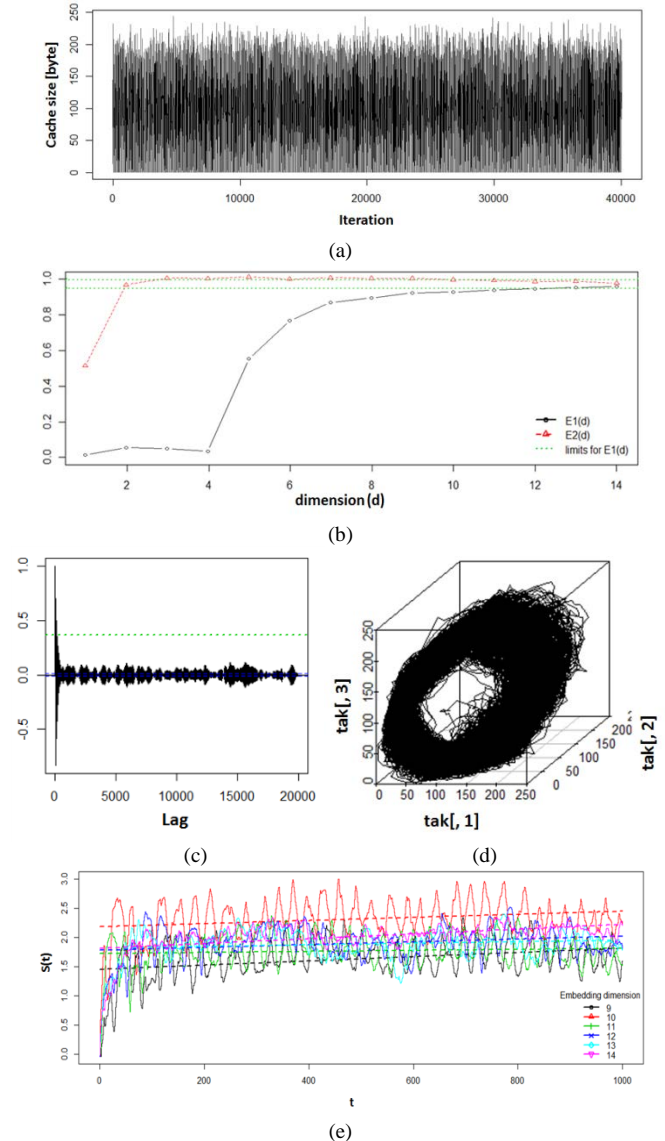 Cache size [byte]
0 50 100 150 200 250
0 10000 20000 30000 40000
Iteration
(a)
0.0 0.2 0.4 0.6 0.8 1.0
E1(d)
E2(d)
limits for E1(d)
2 4 6 8 10 12 14
dimension (d)
(b)
-0.5 0.0 0.5 1.0
0 5000 10000 15000 20000
Lag
(c)
tak[, 3]
0 50 100 150 200 250
0 50 100 150 200 250
tak[, 1]
0 50 100 150 200
tak[, 2]
(d)
S(t)
0.0 0.5 1.0 1.5 2.0 2.5 3.0
Embedding dimension
9
10
11
12
13
14
0 200 400 600 800 1000
t
(e)